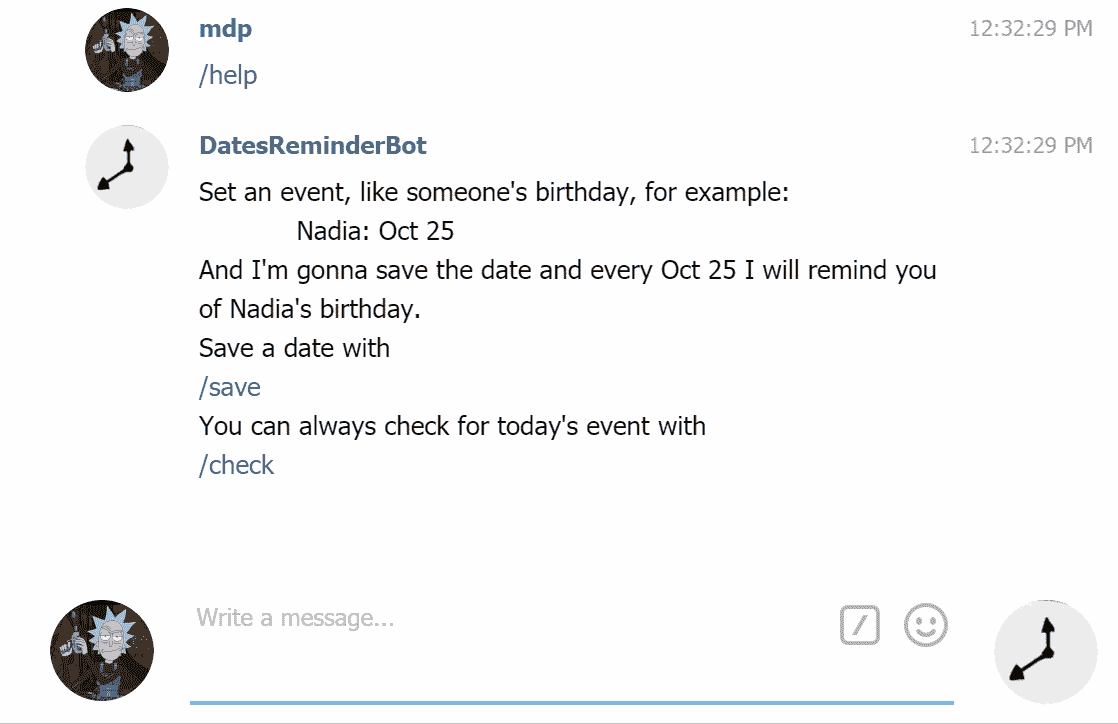 mdp 12:32:29 PM
/help
DatesReminderBot 12:32:29 PM
Set an event, like someone's birthday, for example:
Nadia: Oct 25
And I'm gonna save the date and every Oct 25 I will remind you
of Nadia's birthday.
Save a date with
/save
You can always check for today's event with
/check
Write a message...